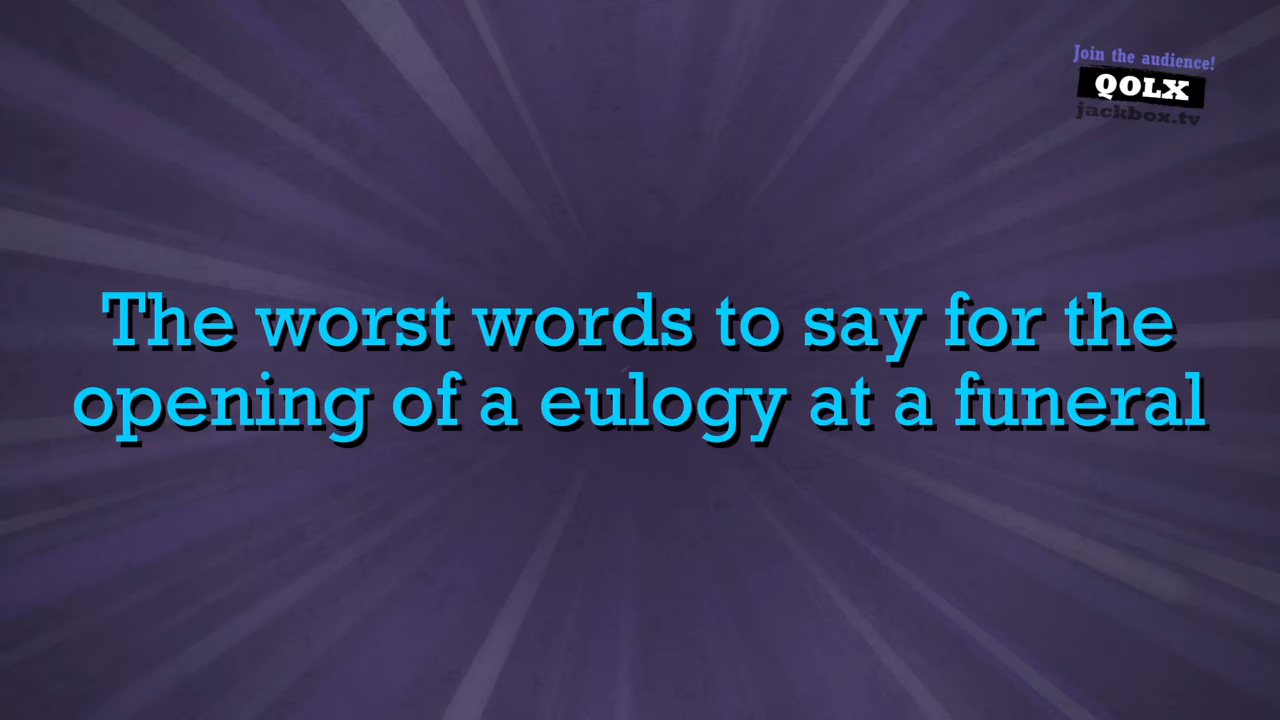 Join the audience!
QOLX
jackbox.tv
The worst words to say for the
opening of a eulogy at a funeral